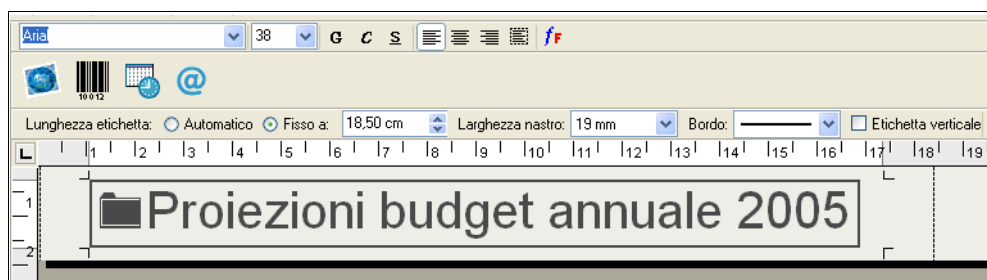 Arial 38 G C S fF
10012 @
Lunghezza etichetta: Automatico Fisso a: 18,50 cm Larghezza nastro: 19 mm Bordo: Etichetta verticale
L 1 2 3 4 5 6 7 8 9 10 11 12 13 14 15 16 17 18 19
1
Proiezioni budget annuale 2005
2